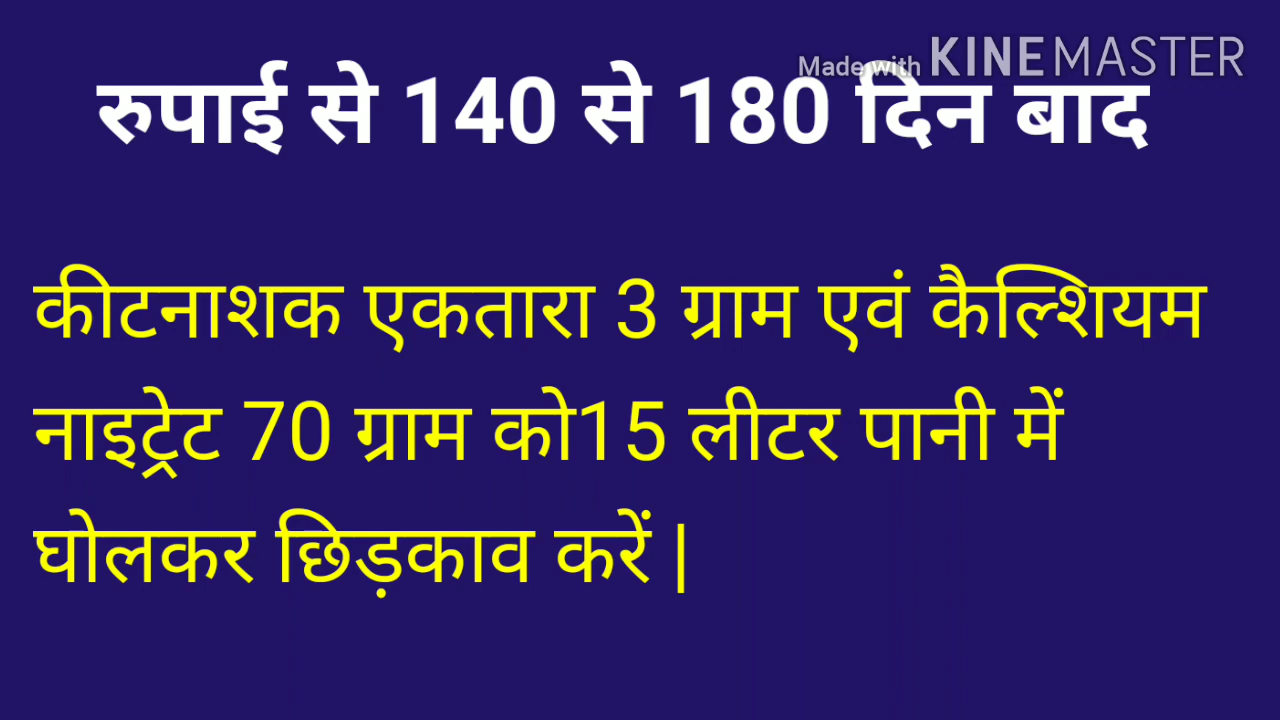 Made with KINEMASTER
रुपाई से 140 से 180 दिन बाद
कीटनाशक एकतारा 3 ग्राम एवं कैल्शियम
नाइट्रेट 70 ग्राम को15 लीटर पानी में
घोलकर छिड़काव करें |